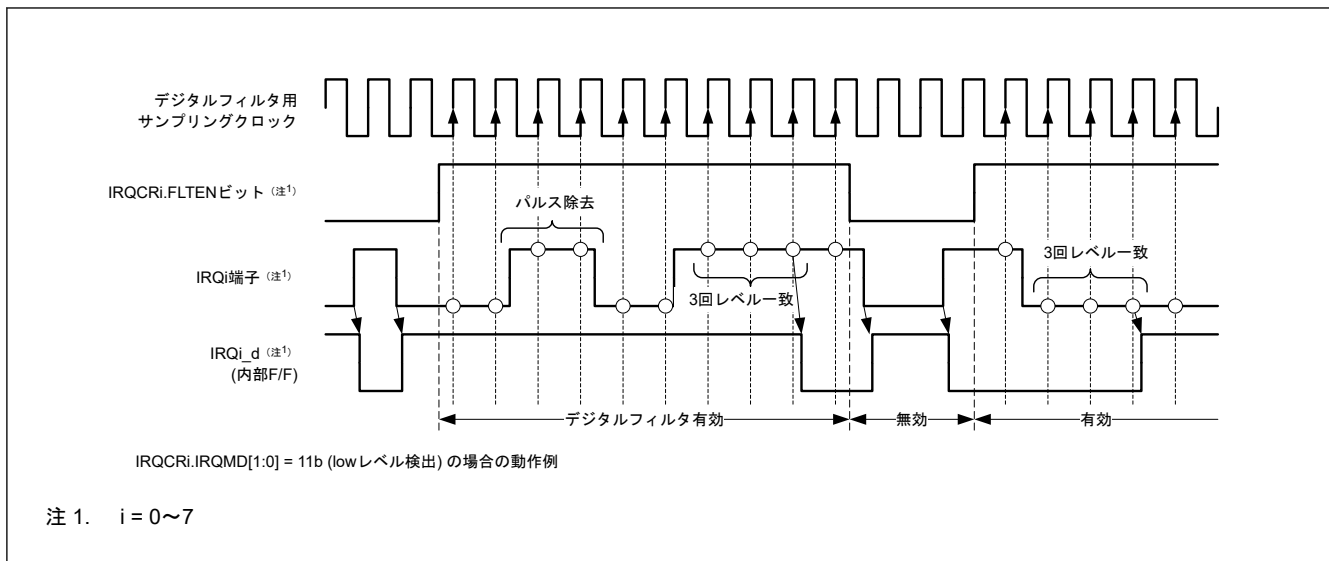 デジタルフィルタ用
サンプリングクロック
IRQCRi.FLTENビット（注1）
パルス除去
IRQi端子（注1）
3回レベル一致
3回レベル一致
IRQi_d（注1）
(内部F/F)
デジタルフィルタ有効
無効
有効
IRQCRi.IRQMD[1:0] = 11b (lowレベル検出) の場合の動作例
注 1. i = 0～7